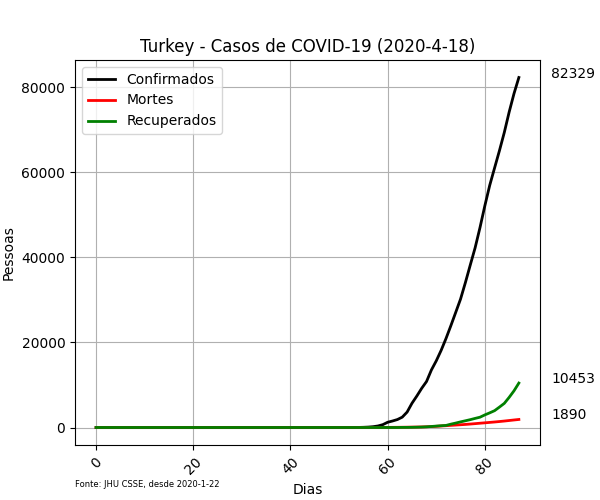 Turkey - Casos de COVID-19 (2020-4-18)
Confirmados
Mortes
Recuperados
82329
10453
1890
80000
60000
40000
20000
0
Pessoas
0
20
40
60
80
Dias
Fonte: JHU CSSE, desde 2020-1-22